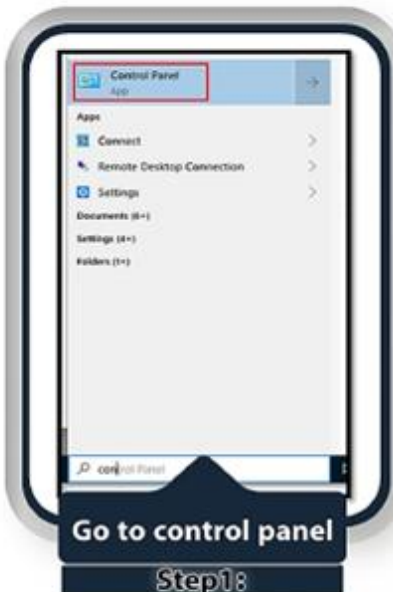 Control Panel
App
Apps
Connect
Remote Desktop Connection
Settings
Documents (6+)
Settings (4+)
Folders (1+)
control Panel
Go to control panel
Step1: